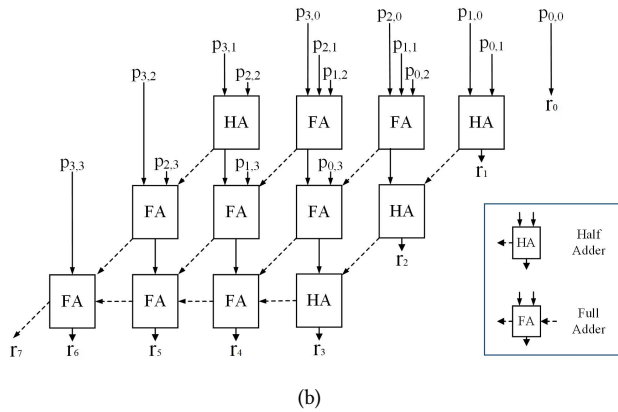 p3,0 p2,0 p1,0 p0,0
p3,1 p2,1 p1,1 p0,1
p3,2 p2,2 p1,2 p0,2
r0
HA FA FA HA
p3,3 p2,3 p1,3 p0,3
r1
FA FA FA HA
r2
HA Half
Adder
FA FA FA HA
FA Full
Adder
r7 r6 r5 r4 r3
(b)